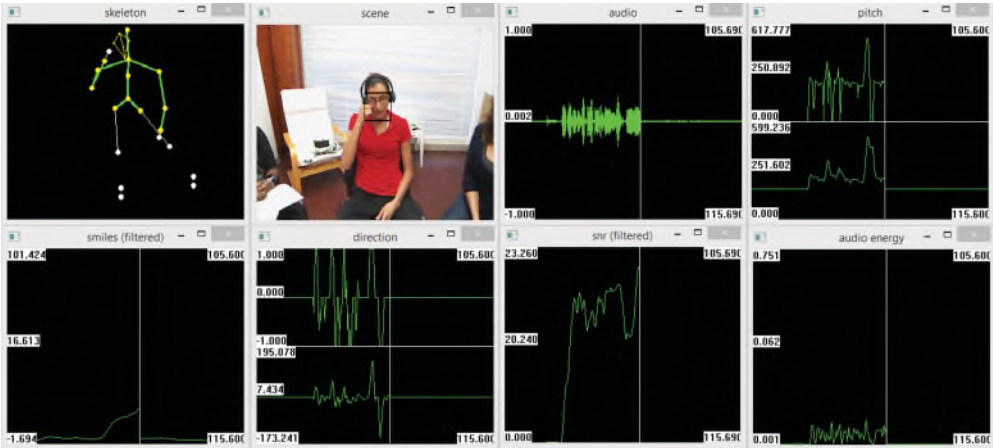 skeleton
scene
audio
1.000 105.690
0.002
-1.000 115.690
pitch
617.777 105.600
250.892
599.236
251.602
0.000 115.600
smiles (filtered)
101.424 105.600
16.613
-1.694 115.600
direction
1.000 105.600
0.000
-1.000
195.078
7.434
-173.241 115.600
snr (filtered)
23.260 105.690
20.240
0.000 115.690
audio energy
0.751 105.600
0.062
0.001 115.600